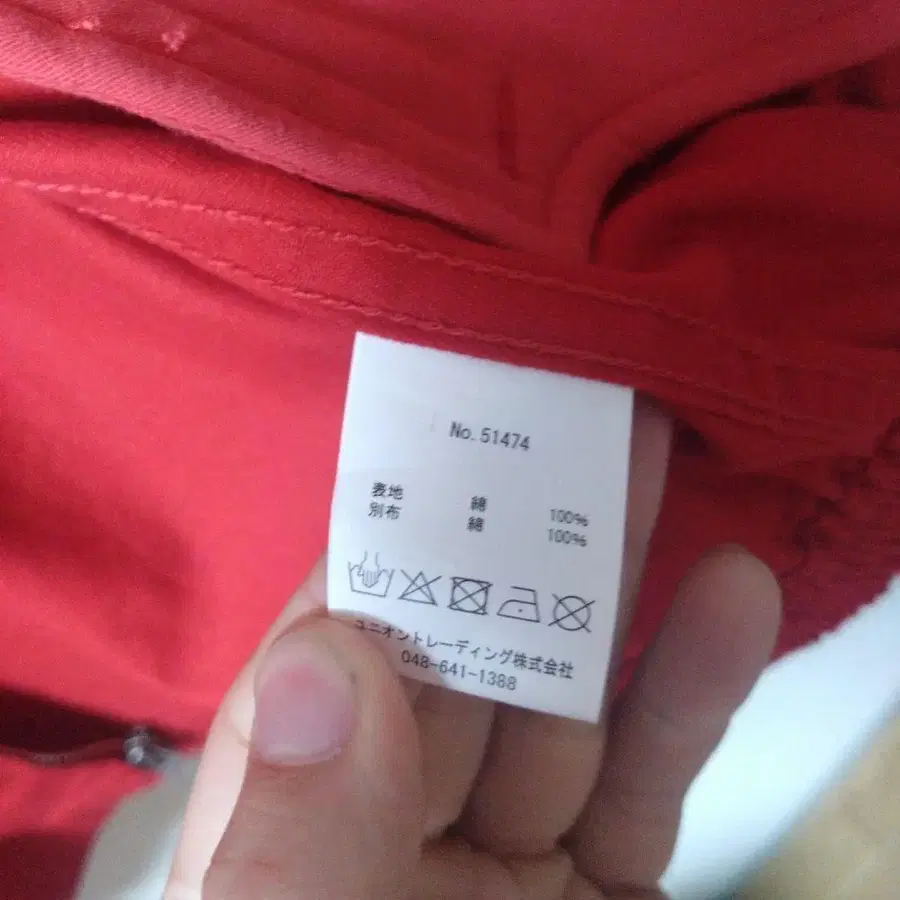 No. 51474
表地 綿 100%
別布 綿 100%
ユニオントレーディング株式会社
048-641-1388